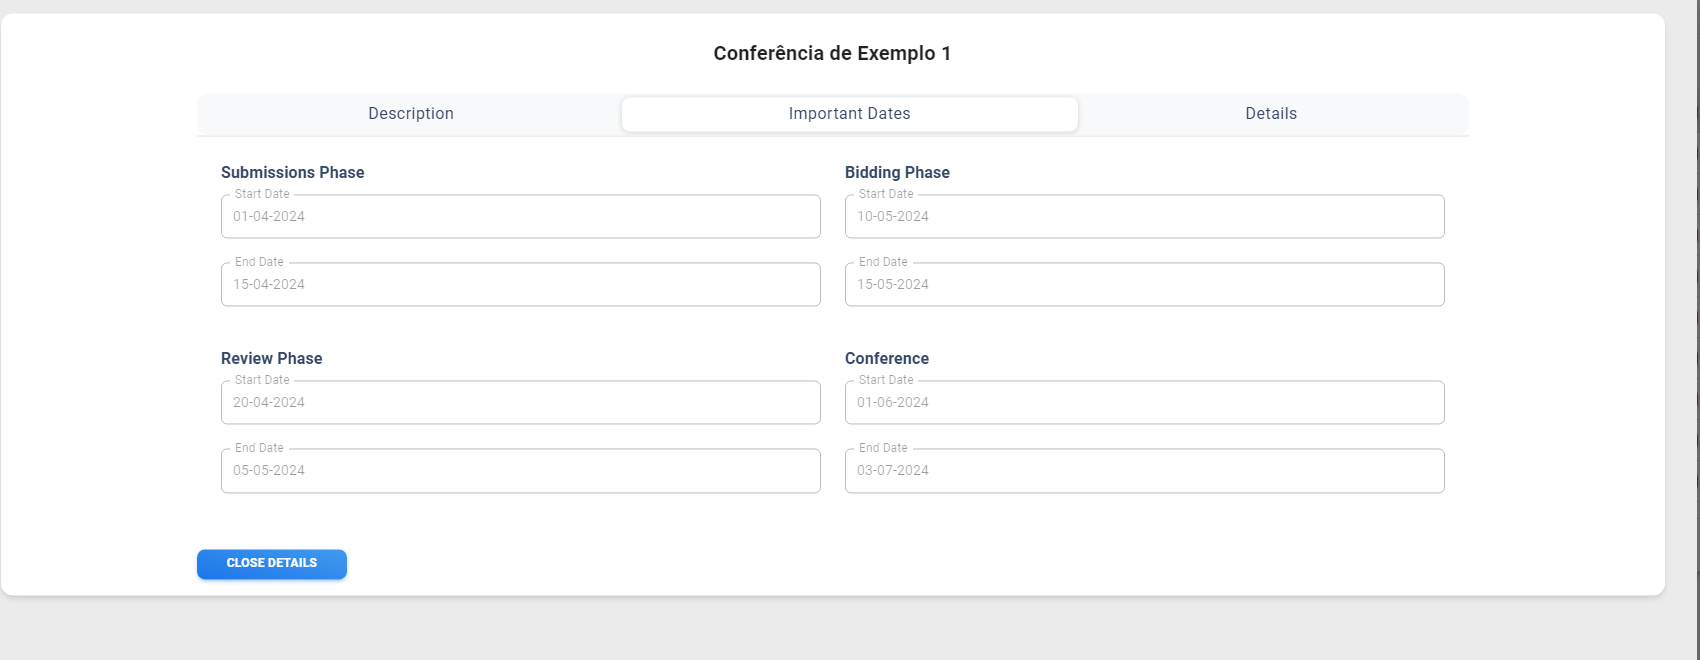 Conferência de Exemplo 1
Description
Important Dates
Details
Submissions Phase
Start Date
01-04-2024
End Date
15-04-2024
Bidding Phase
Start Date
10-05-2024
End Date
15-05-2024
Review Phase
Start Date
20-04-2024
End Date
05-05-2024
Conference
Start Date
01-06-2024
End Date
03-07-2024
CLOSE DETAILS